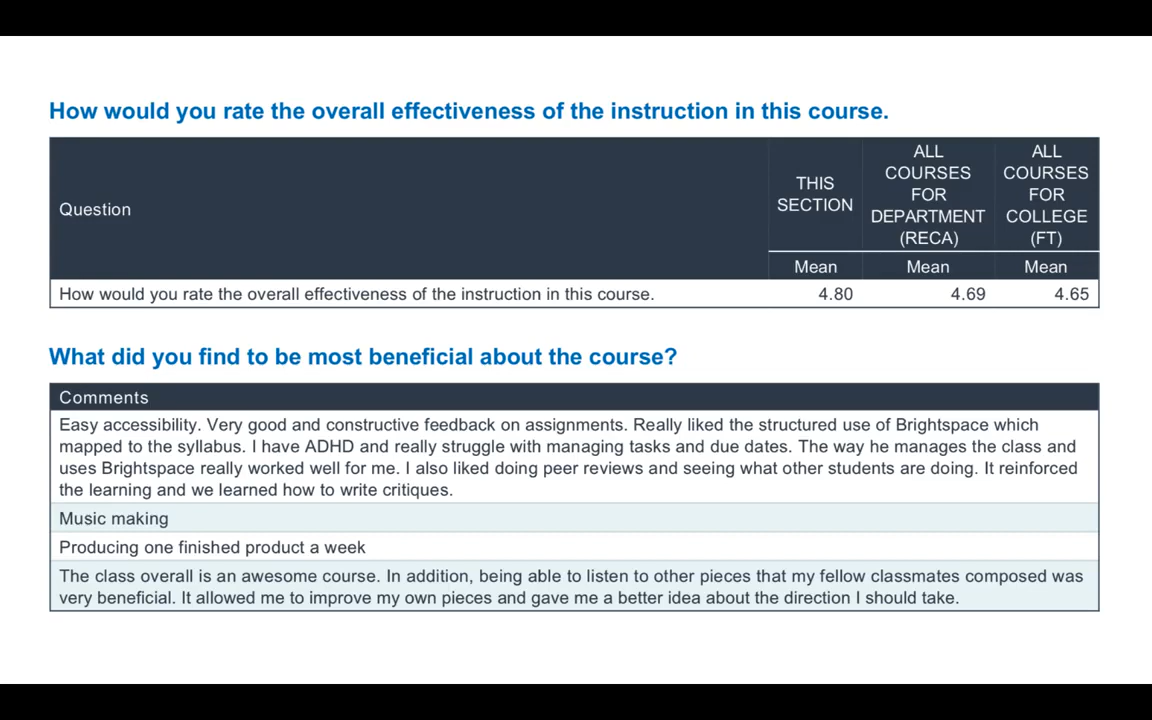 How would you rate the overall effectiveness of the instruction in this course.
Question
THIS
SECTION
ALL
COURSES
FOR
DEPARTMENT
(RECA)
ALL
COURSES
FOR
COLLEGE
(FT)
Mean
Mean
Mean
How would you rate the overall effectiveness of the instruction in this course.
4.80
4.69
4.65
What did you find to be most beneficial about the course?
Comments
Easy accessibility. Very good and constructive feedback on assignments. Really liked the structured use of Brightspace which
mapped to the syllabus. I have ADHD and really struggle with managing tasks and due dates. The way he manages the class and
uses Brightspace really worked well for me. I also liked doing peer reviews and seeing what other students are doing. It reinforced
the learning and we learned how to write critiques.
Music making
Producing one finished product a week
The class overall is an awesome course. In addition, being able to listen to other pieces that my fellow classmates composed was
very beneficial. It allowed me to improve my own pieces and gave me a better idea about the direction I should take.